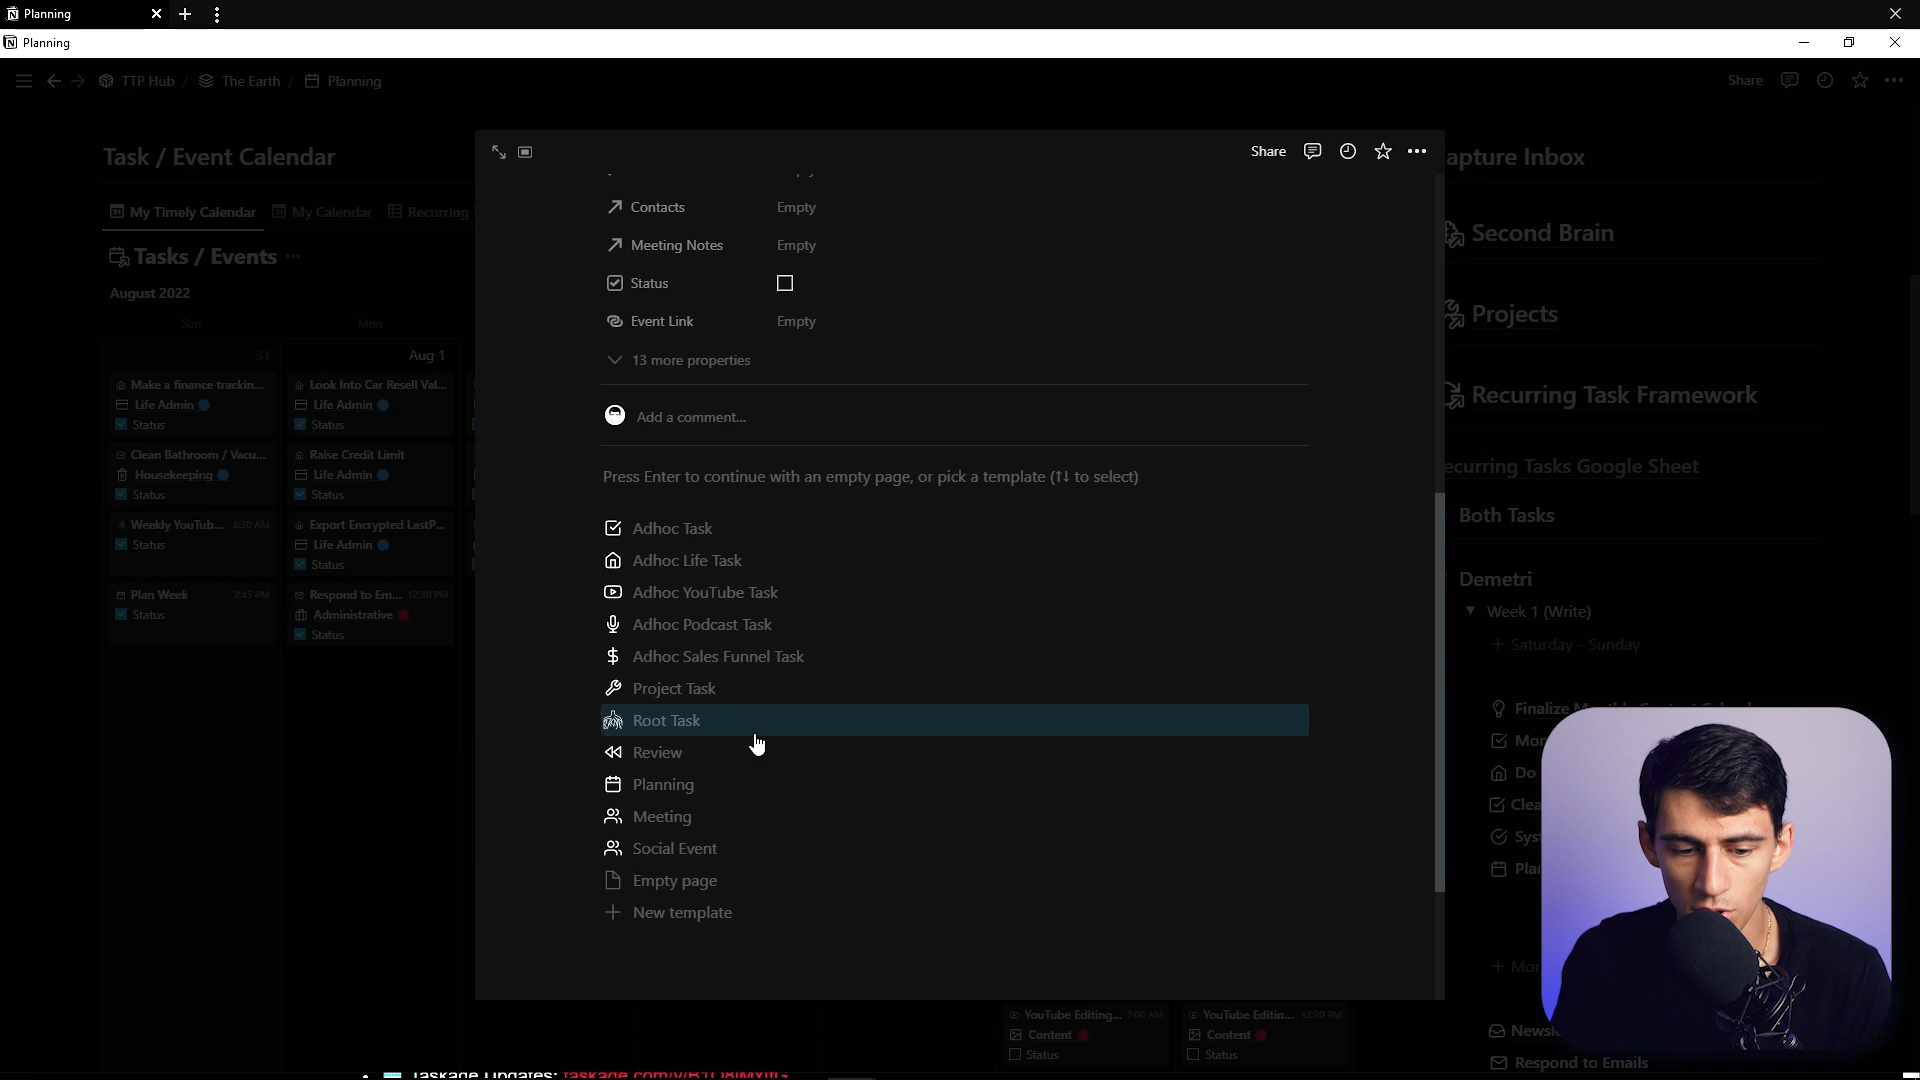 Planning
Planning
TTP Hub / The Earth / Planning
Share
Task / Event Calendar
My Timely Calendar My Calendar Recurring
Tasks / Events
August 2022
Sun Mon
31 Aug 1
Make a finance trackin...
Life Admin
Status
Clean Bathroom / Vacu...
Housekeeping
Status
Weekly YouTub... 6:30 AM
Status
Plan Week 2:45 PM
Status
Look Into Car Resell Val...
Life Admin
Status
Raise Credit Limit
Life Admin
Status
Export Encrypted LastP...
Life Admin
Status
Respond to Em... 12:30 PM
Administrative
Status
Share
Contacts Empty
Meeting Notes Empty
Status
Event Link Empty
13 more properties
Add a comment...
Press Enter to continue with an empty page, or pick a template (↑↓ to select)
Adhoc Task
Adhoc Life Task
Adhoc YouTube Task
Adhoc Podcast Task
Adhoc Sales Funnel Task
Project Task
Root Task
Review
Planning
Meeting
Social Event
Empty page
New template
YouTube Editing... 7:00 AM
Content
Status
YouTube Editin... 12:30 PM
Content
Status
apture Inbox
Second Brain
Projects
Recurring Task Framework
ecurring Tasks Google Sheet
Both Tasks
Demetri
Week 1 (Write)
+ Saturday - Sunday
Finalize
Mon
Do
Clea
Syst
Plan
+ Mon
Newsl
Respond to Emails